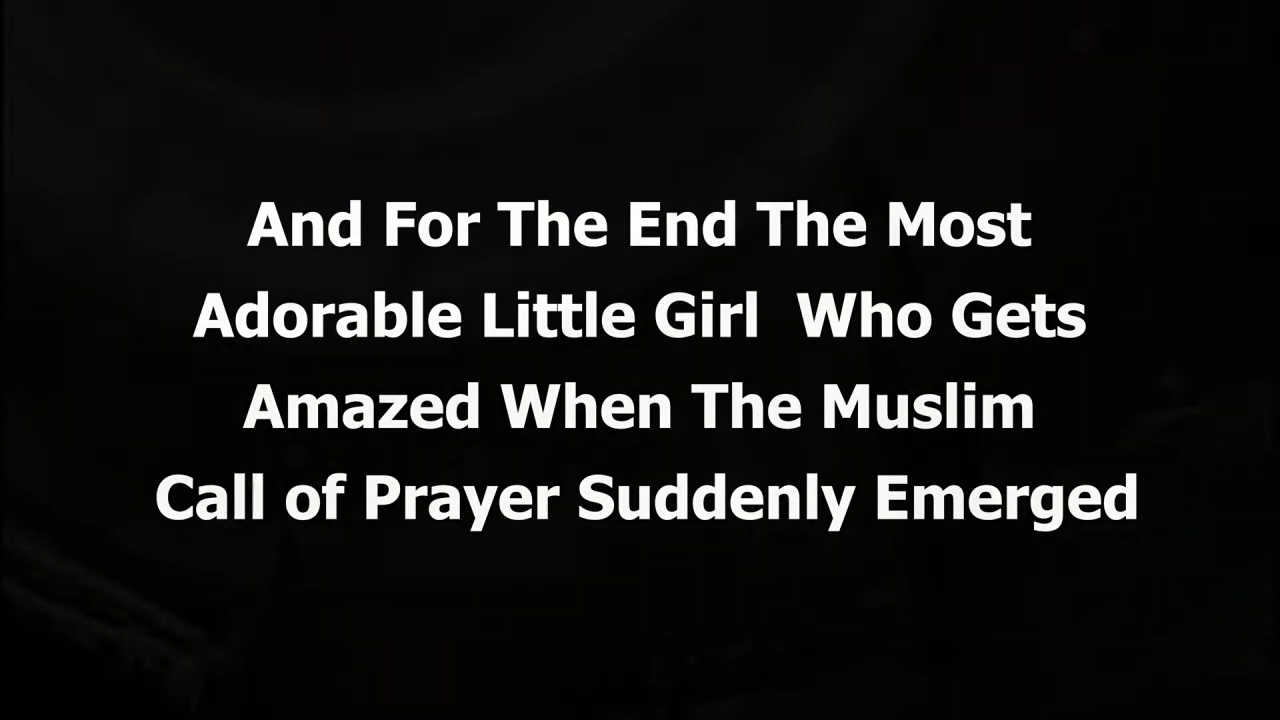 And For The End The Most
Adorable Little Girl  Who Gets
Amazed When The Muslim
Call of Prayer Suddenly Emerged